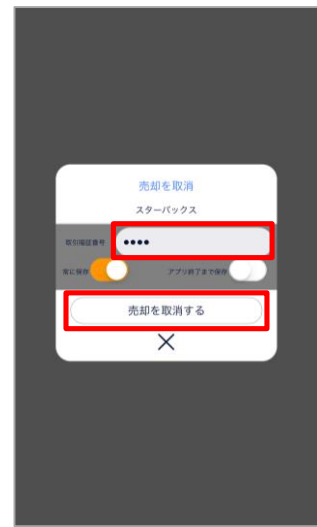 売却を取消
スターバックス
取引暗証番号 ••••
常に保存 アプリ終了まで保存
売却を取消する